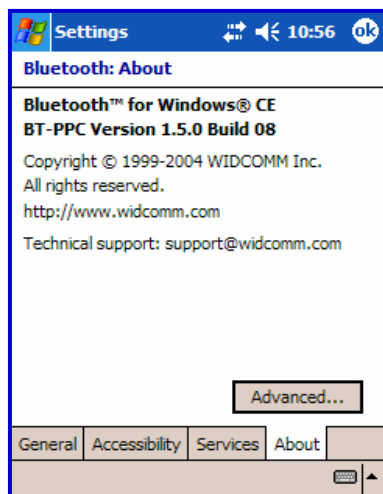 Settings 10:56 ok
Bluetooth: About
Bluetooth™ for Windows® CE
BT-PPC Version 1.5.0 Build 08
Copyright © 1999-2004 WIDCOMM Inc.
All rights reserved.
http://www.widcomm.com
Technical support: support@widcomm.com
Advanced...
General Accessibility Services About